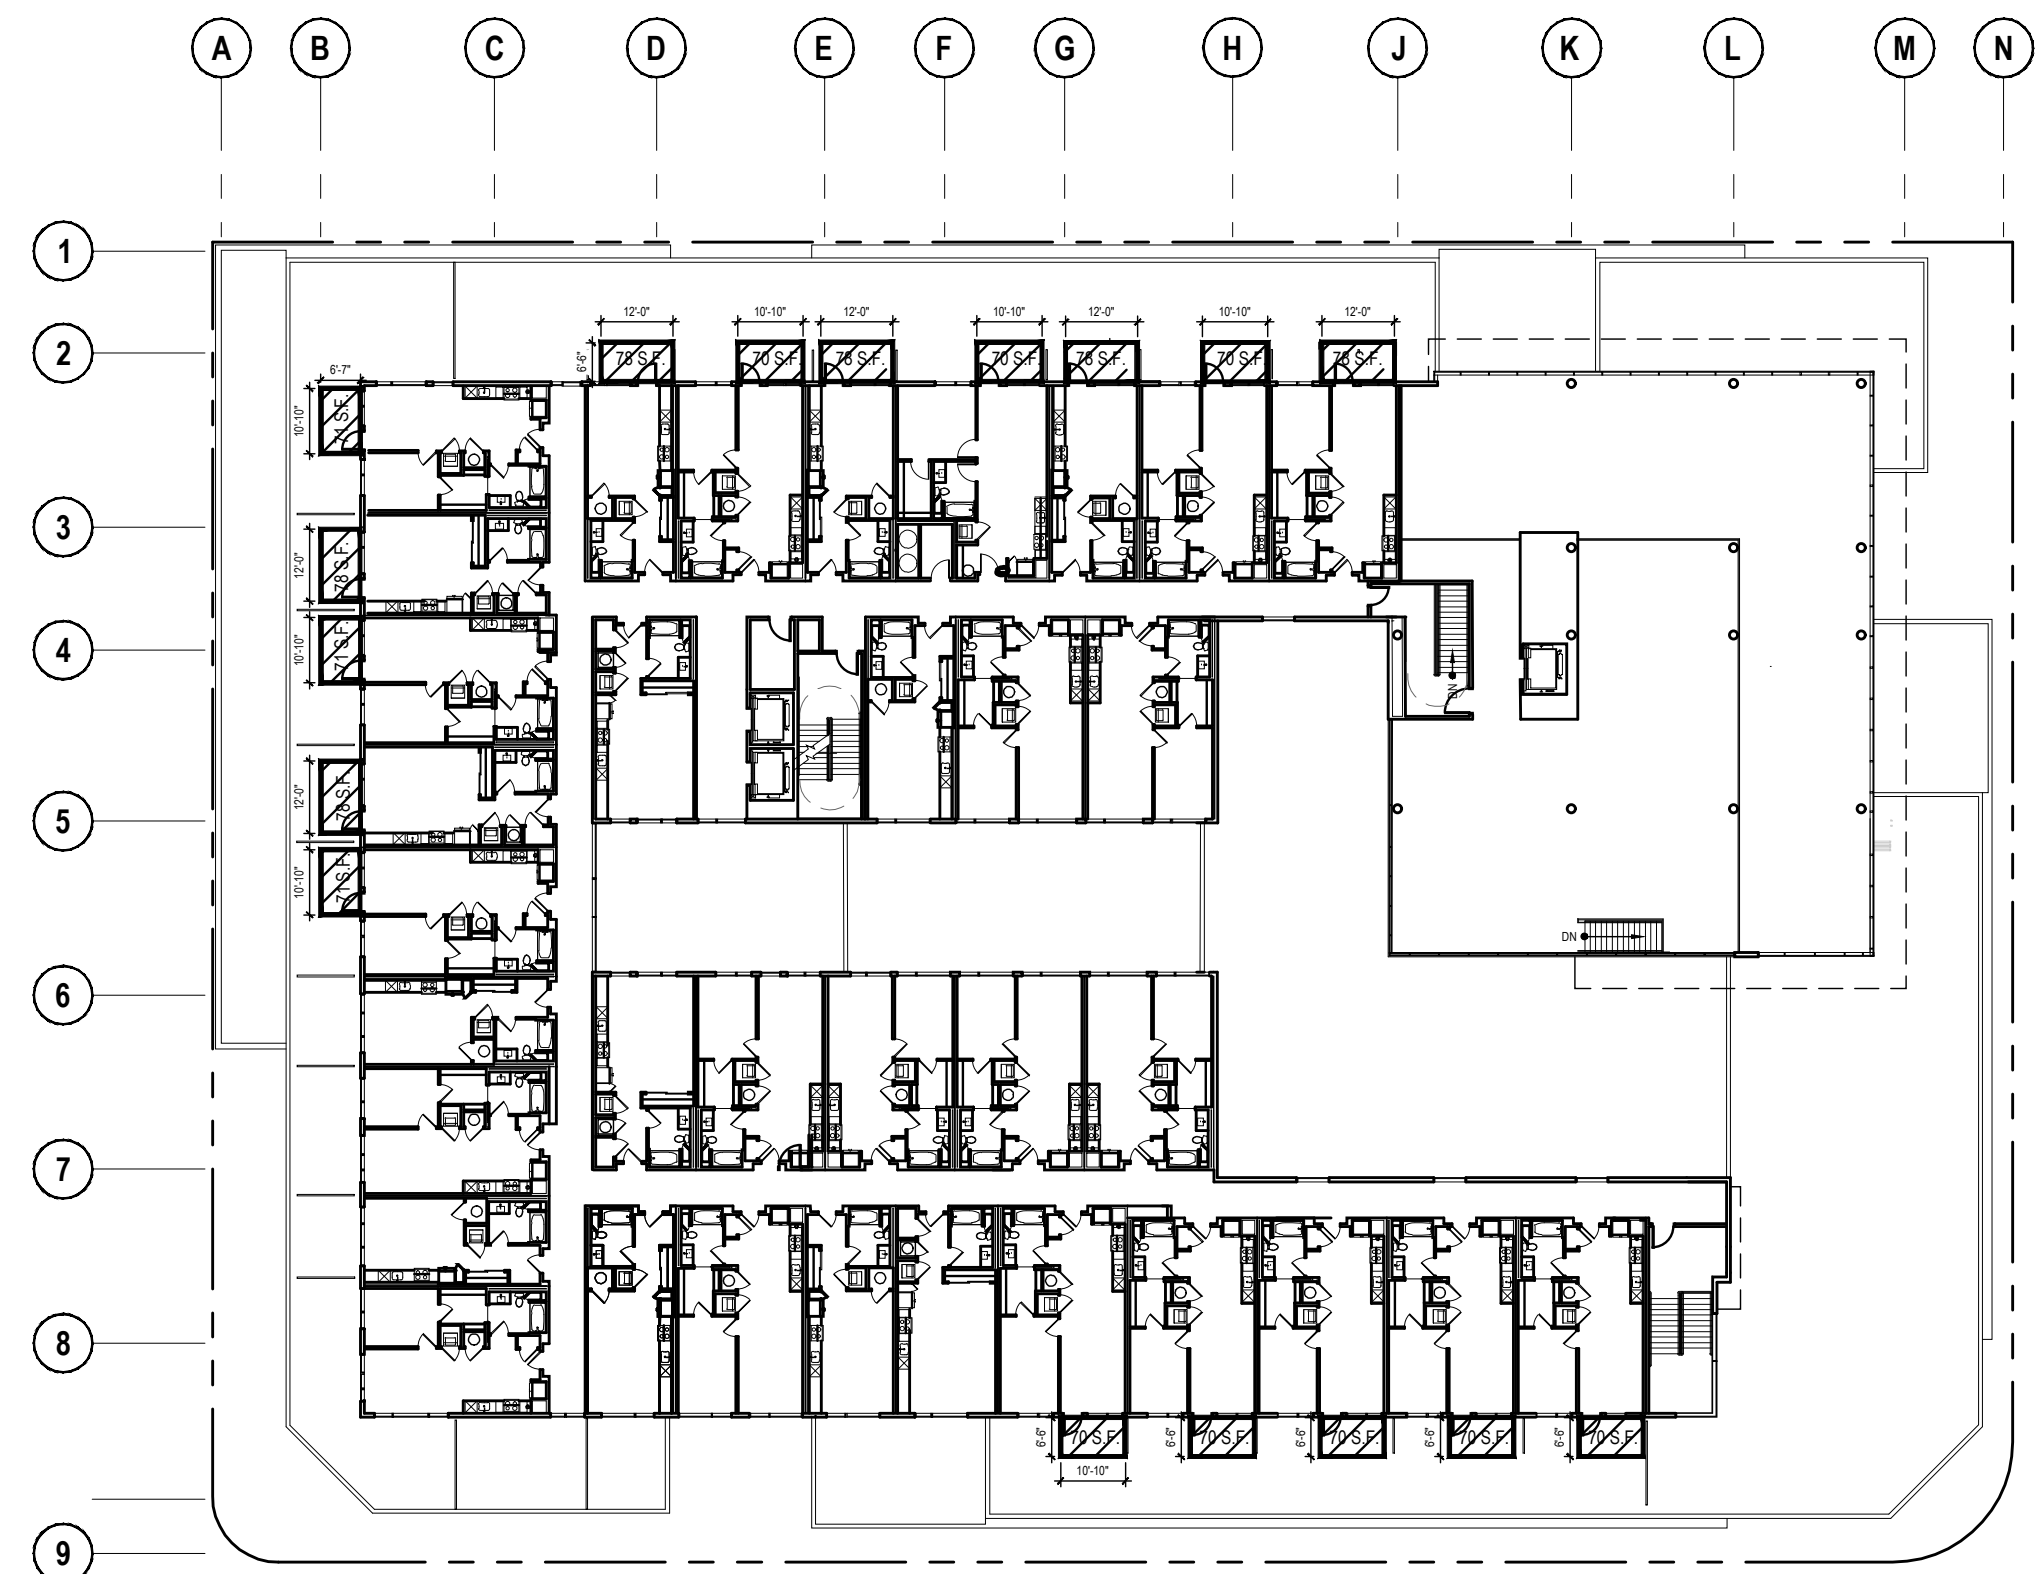 A B C D E F G H J K L M N
1
12'-0" 10'-10" 12'-0" 10'-10" 12'-0" 10'-10" 12'-0"
2
6'-6" 78 S.F. 70 S.F. 78 S.F. 70 S.F. 78 S.F. 70 S.F. 78 S.F.
6'-7"
10'-10" 71 S.F.
3
12'-0" 78 S.F.
4
10'-10" 71 S.F.
DN
5
12'-0" 78 S.F.
10'-10" 71 S.F.
DN
6
7
8
6'-6" 70 S.F. 6'-6" 70 S.F. 6'-6" 70 S.F. 6'-6" 70 S.F. 6'-6" 70 S.F.
10'-10"
9